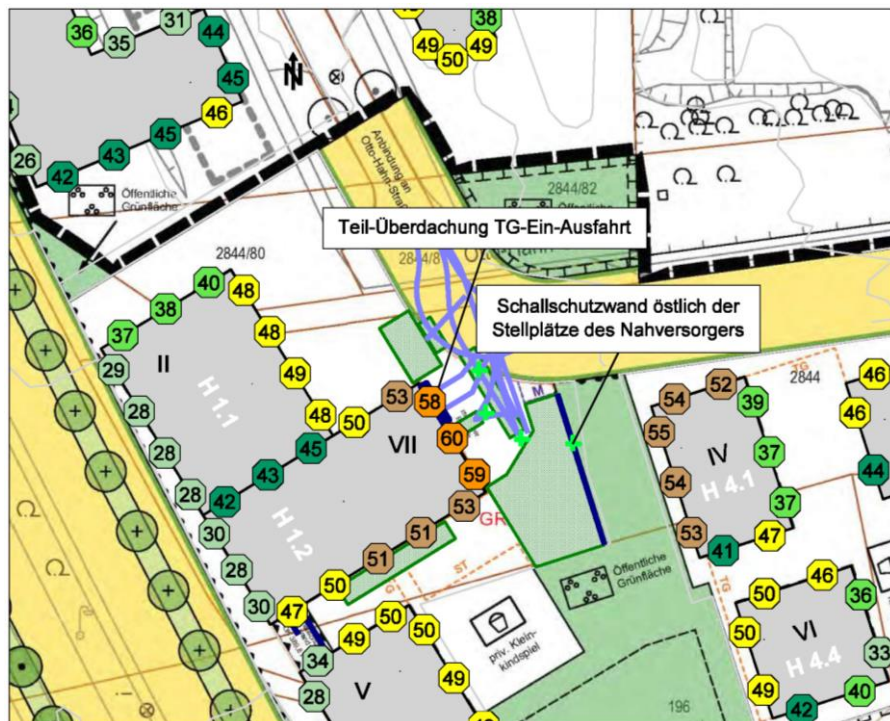 36
35
31
44
45
46
45
43
42
26
Öffentliche
Grünfläche
N
49
50
49
38
Anbindung an
Otto-Hahn-Straße
2844/82
2844/80
Teil-Überdachung TG-Ein-Ausfahrt
Schallschutzwand östlich der
Stellplätze des Nahversorgers
40
48
38
37
29
48
II
H 1.1
49
28
48
50
53
58
28
45
VII
60
M
43
42
28
H 1.2
59
53
GR
30
51
51
28
50
ST
30
47
50
50
49
34
28
V
49
priv. Klein-
kindspiel
Öffentliche
Grünfläche
196
TG
2844
46
46
44
54
52
39
55
IV
37
H 4.1
54
37
53
41
47
TG
50
46
36
50
VI
H 4.4
33
49
42
40